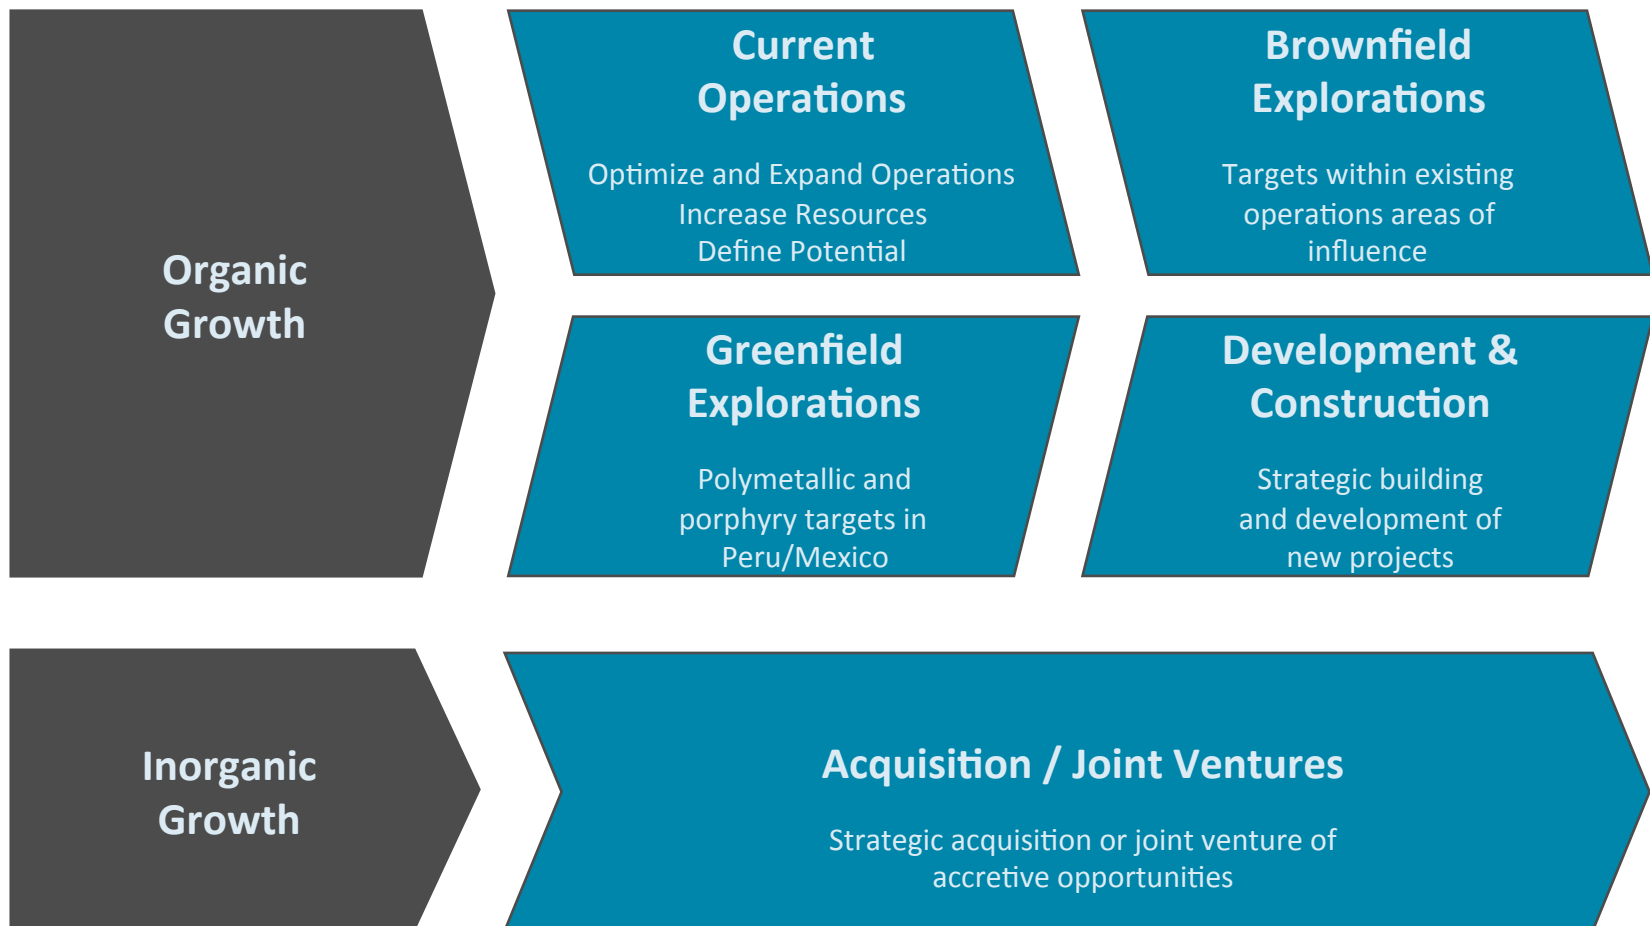 Organic
Growth
Current
Operations
Optimize and Expand Operations
Increase Resources
Define Potential
Brownfield
Explorations
Targets within existing
operations areas of
influence
Greenfield
Explorations
Polymetallic and
porphyry targets in
Peru/Mexico
Development &
Construction
Strategic building
and development of
new projects
Inorganic
Growth
Acquisition / Joint Ventures
Strategic acquisition or joint venture of
accretive opportunities